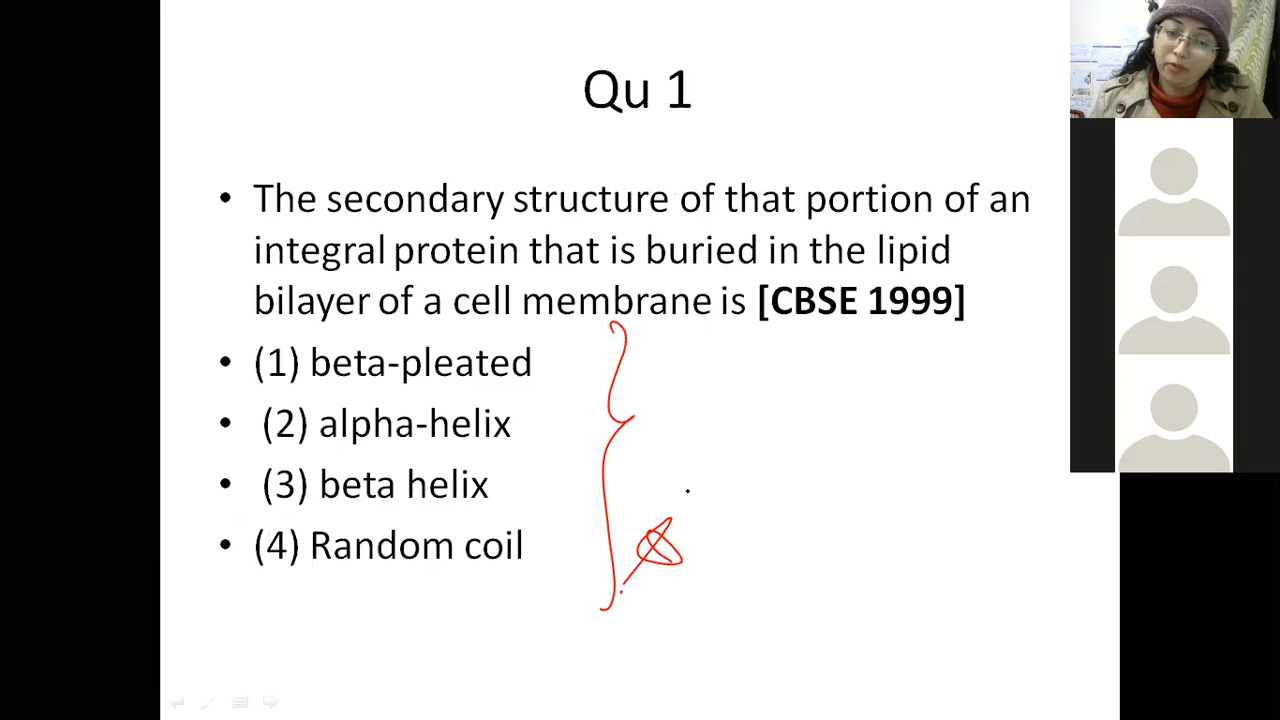 Qu 1
• The secondary structure of that portion of an
integral protein that is buried in the lipid
bilayer of a cell membrane is [CBSE 1999]
• (1) beta-pleated
• (2) alpha-helix
• (3) beta helix
• (4) Random coil